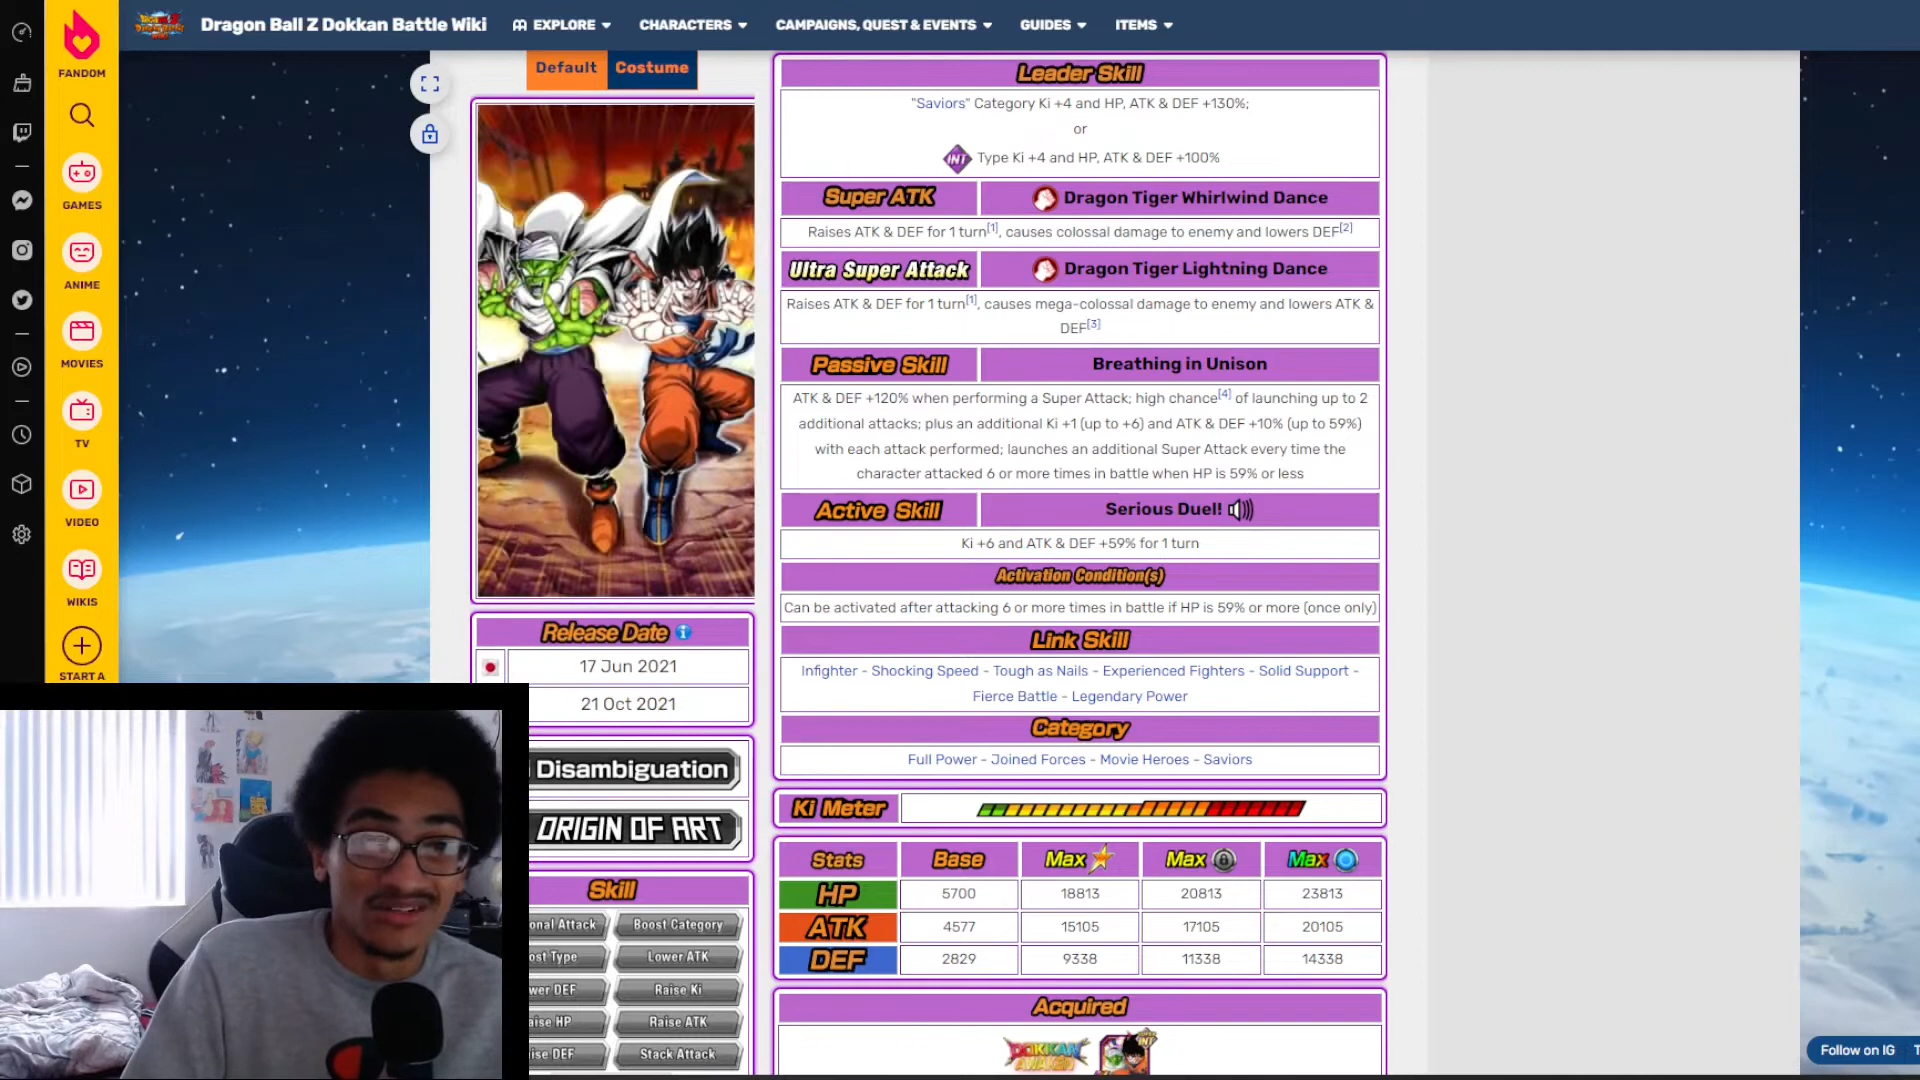 Dragon Ball Z Dokkan Battle Wiki
EXPLORE
CHARACTERS
CAMPAIGNS, QUEST & EVENTS
GUIDES
ITEMS
FANDOM
GAMES
ANIME
MOVIES
TV
VIDEO
WIKIS
START A
Default
Costume
Release Date
17 Jun 2021
21 Oct 2021
Disambiguation
ORIGIN OF ART
Skill
onal Attack
Boost Category
ost Type
Lower ATK
wer DEF
Raise Ki
aise HP
Raise ATK
ise DEF
Stack Attack
Leader Skill
"Saviors" Category Ki +4 and HP, ATK & DEF +130%;
or
INT Type Ki +4 and HP, ATK & DEF +100%
Super ATK
Dragon Tiger Whirlwind Dance
Raises ATK & DEF for 1 turn[1], causes colossal damage to enemy and lowers DEF[2]
Ultra Super Attack
Dragon Tiger Lightning Dance
Raises ATK & DEF for 1 turn[1], causes mega-colossal damage to enemy and lowers ATK &
DEF[3]
Passive Skill
Breathing in Unison
ATK & DEF +120% when performing a Super Attack; high chance[4] of launching up to 2
additional attacks; plus an additional Ki +1 (up to +6) and ATK & DEF +10% (up to 59%)
with each attack performed; launches an additional Super Attack every time the
character attacked 6 or more times in battle when HP is 59% or less
Active Skill
Serious Duel!
Ki +6 and ATK & DEF +59% for 1 turn
Activation Condition(s)
Can be activated after attacking 6 or more times in battle if HP is 59% or more (once only)
Link Skill
Infighter - Shocking Speed - Tough as Nails - Experienced Fighters - Solid Support -
Fierce Battle - Legendary Power
Category
Full Power - Joined Forces - Movie Heroes - Saviors
Ki Meter
Stats Base Max Max Max
HP 5700 18813 20813 23813
ATK 4577 15105 17105 20105
DEF 2829 9338 11338 14338
Acquired
DOKKAN
AWAKEN
Follow on IG